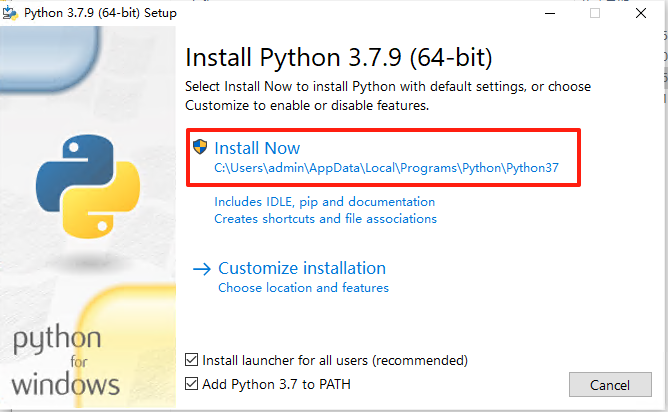 Python 3.7.9 (64-bit) Setup
Install Python 3.7.9 (64-bit)
Select Install Now to install Python with default settings, or choose
Customize to enable or disable features.
Install Now
C:\Users\admin\AppData\Local\Programs\Python\Python37
Includes IDLE, pip and documentation
Creates shortcuts and file associations
Customize installation
Choose location and features
python
for
windows
Install launcher for all users (recommended)
Add Python 3.7 to PATH
Cancel